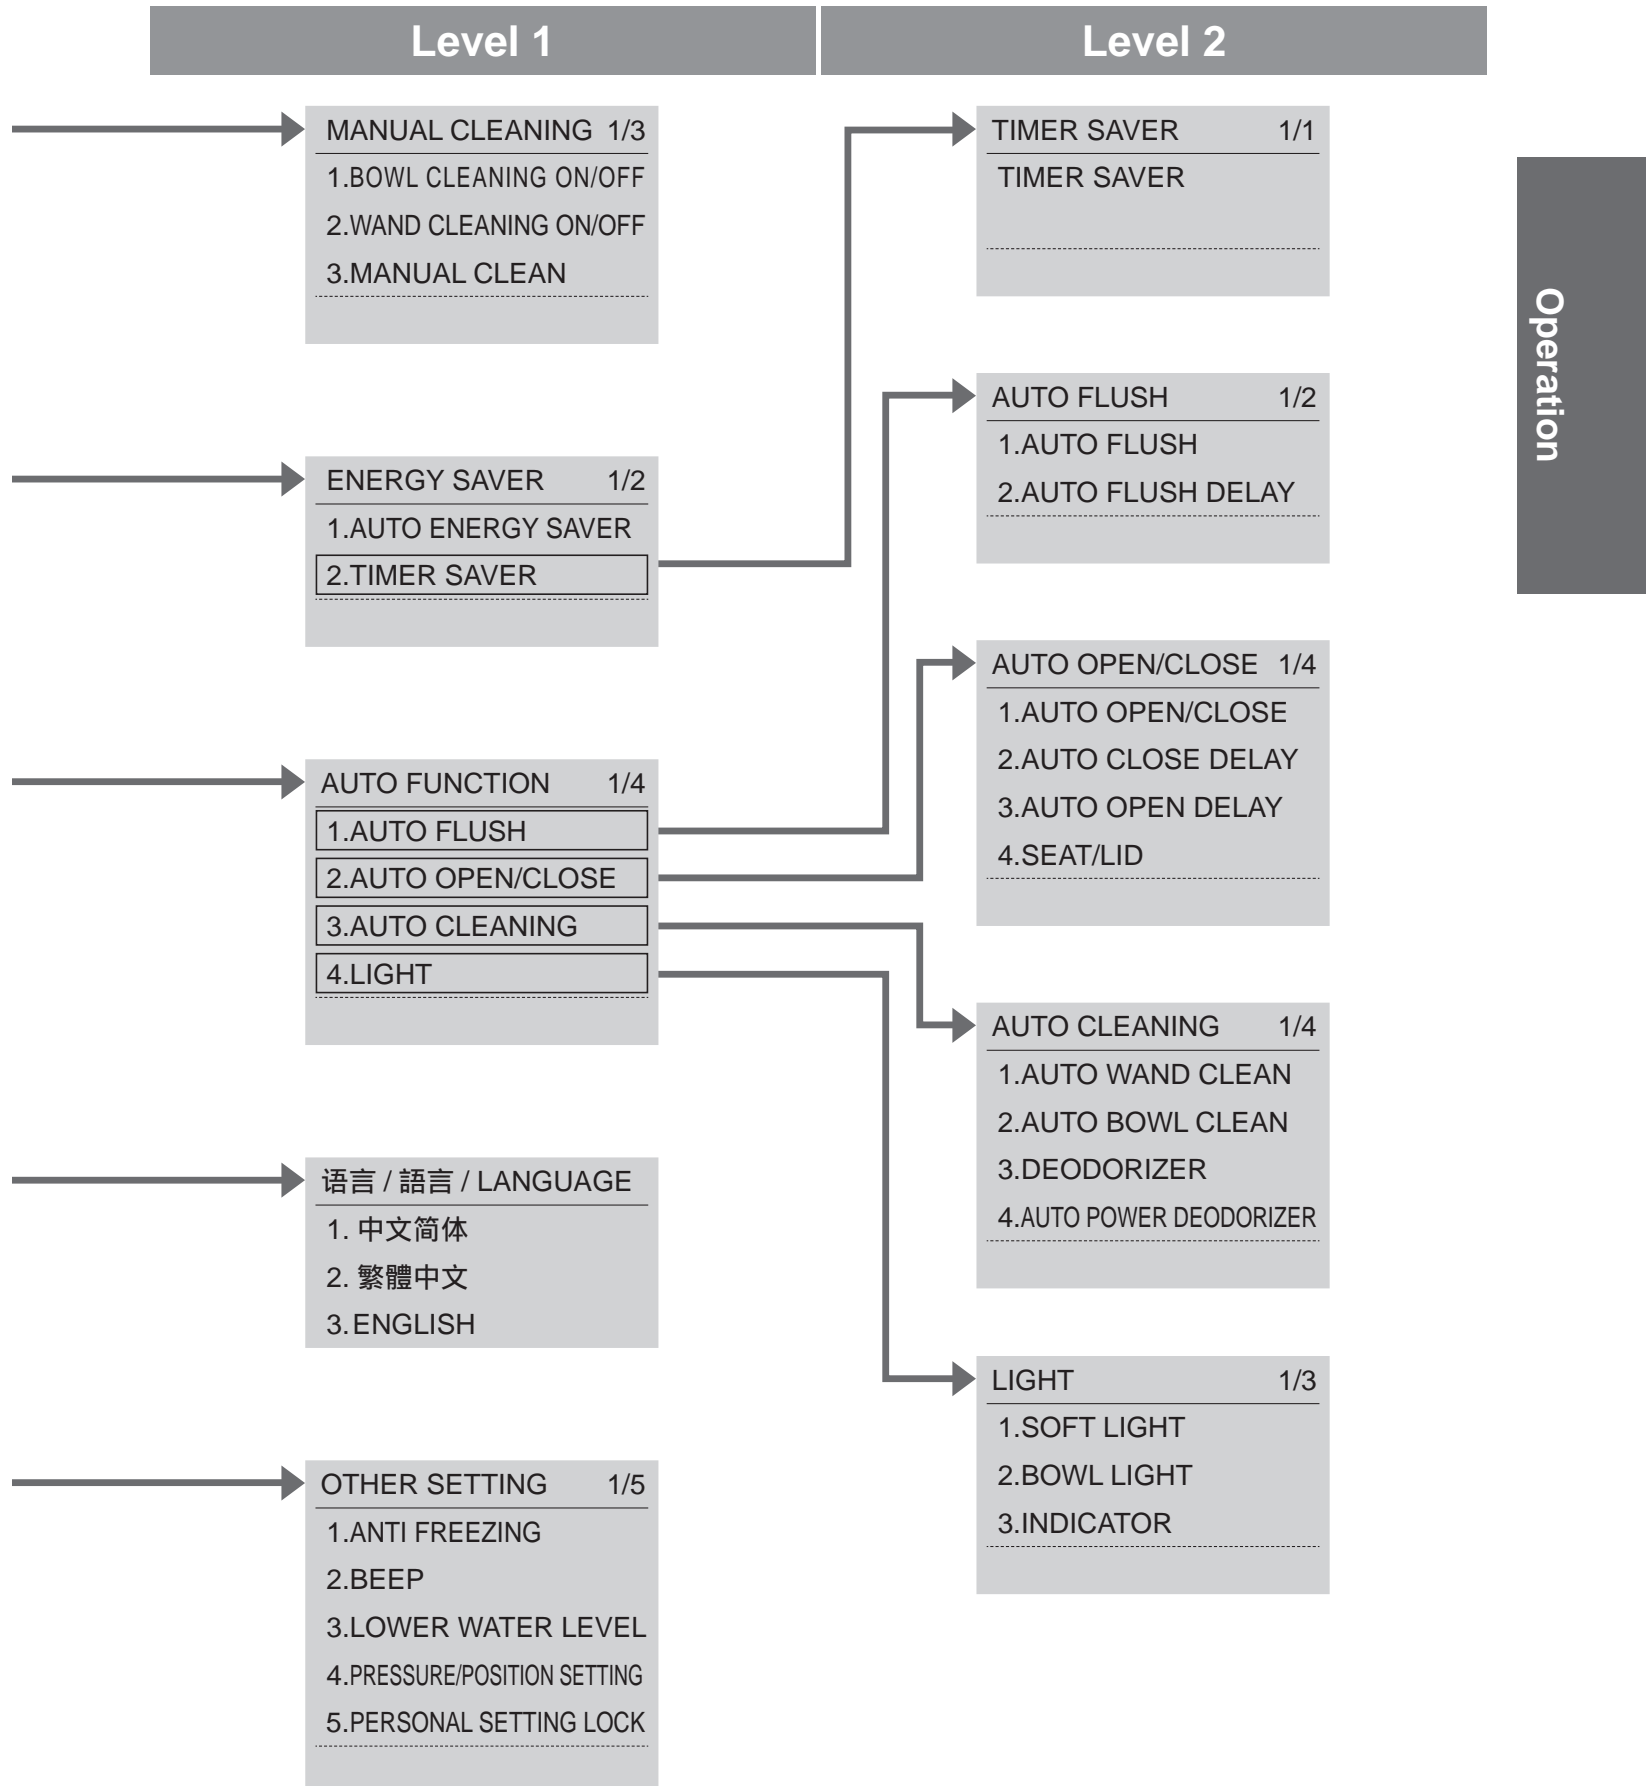 Level 1
Level 2
MANUAL CLEANING 1/3
1.BOWL CLEANING ON/OFF
2.WAND CLEANING ON/OFF
3.MANUAL CLEAN
ENERGY SAVER 1/2
1.AUTO ENERGY SAVER
2.TIMER SAVER
AUTO FUNCTION 1/4
1.AUTO FLUSH
2.AUTO OPEN/CLOSE
3.AUTO CLEANING
4.LIGHT
语言 / 語言 / LANGUAGE
1. 中文简体
2. 繁體中文
3.ENGLISH
OTHER SETTING 1/5
1.ANTI FREEZING
2.BEEP
3.LOWER WATER LEVEL
4.PRESSURE/POSITION SETTING
5.PERSONAL SETTING LOCK
TIMER SAVER 1/1
TIMER SAVER
AUTO FLUSH 1/2
1.AUTO FLUSH
2.AUTO FLUSH DELAY
AUTO OPEN/CLOSE 1/4
1.AUTO OPEN/CLOSE
2.AUTO CLOSE DELAY
3.AUTO OPEN DELAY
4.SEAT/LID
AUTO CLEANING 1/4
1.AUTO WAND CLEAN
2.AUTO BOWL CLEAN
3.DEODORIZER
4.AUTO POWER DEODORIZER
LIGHT 1/3
1.SOFT LIGHT
2.BOWL LIGHT
3.INDICATOR
Operation